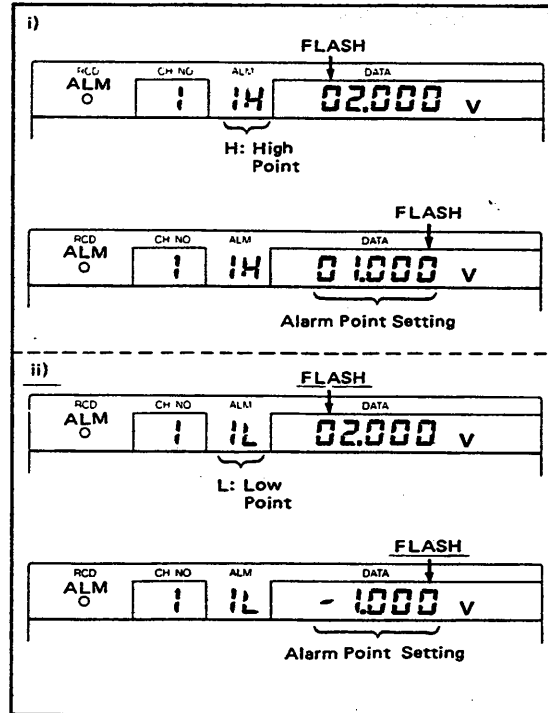 i)
FLASH
RCD ALM CH NO ALM DATA
1 1H 02.000 V
H: High
Point
FLASH
RCD ALM CH NO ALM DATA
1 1H 01.000 V
Alarm Point Setting
ii)
FLASH
RCD ALM CH NO ALM DATA
1 1L 02.000 V
L: Low
Point
FLASH
RCD ALM CH NO ALM DATA
1 1L -1.000 V
Alarm Point Setting